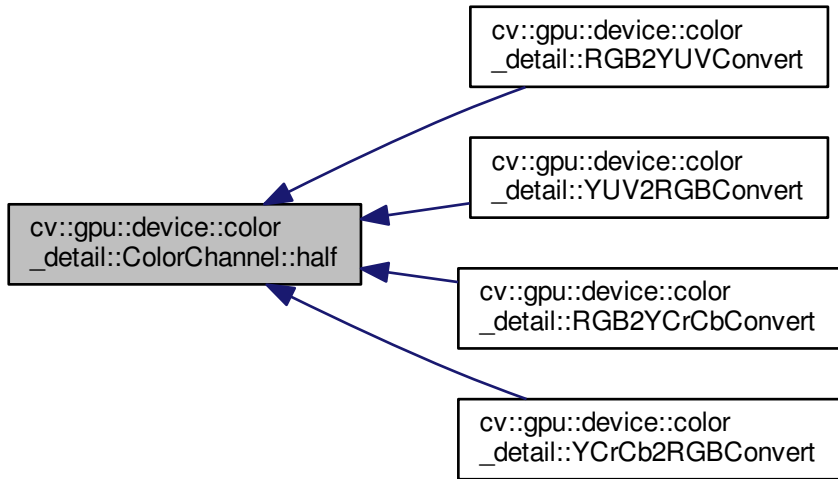 cv::gpu::device::color
_detail::RGB2YUVConvert
cv::gpu::device::color
_detail::YUV2RGBConvert
cv::gpu::device::color
_detail::ColorChannel::half
cv::gpu::device::color
_detail::RGB2YCrCbConvert
cv::gpu::device::color
_detail::YCrCb2RGBConvert